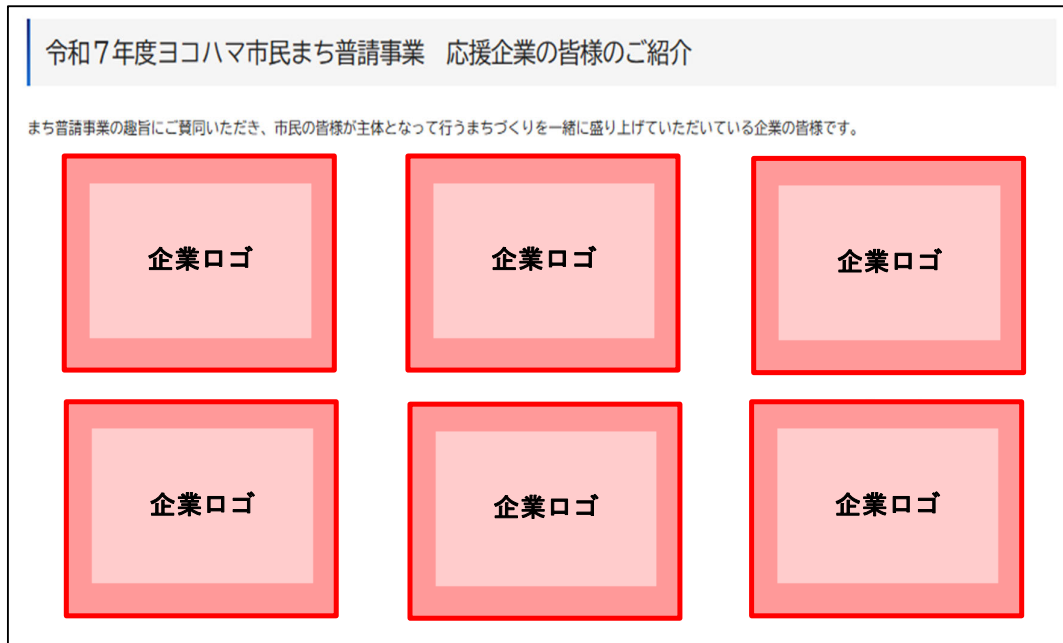 令和７年度ヨコハマ市民まち普請事業　応援企業の皆様のご紹介
まち普請事業の趣旨にご賛同いただき、市民の皆様が主体となって行うまちづくりを一緒に盛り上げていただいている企業の皆様です。
企業ロゴ
企業ロゴ
企業ロゴ
企業ロゴ
企業ロゴ
企業ロゴ